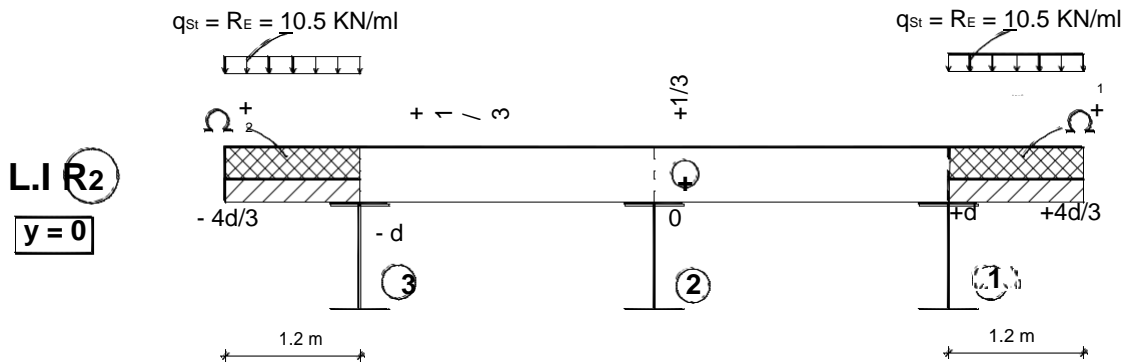 qSt = RE = 10.5 KN/ml
qSt = RE = 10.5 KN/ml
Ω+2
+1/3
+1/3
Ω+1
L.I R2
y = 0
+
- 4d/3
- d
0
+d
+4d/3
3
2
1
1.2 m
1.2 m